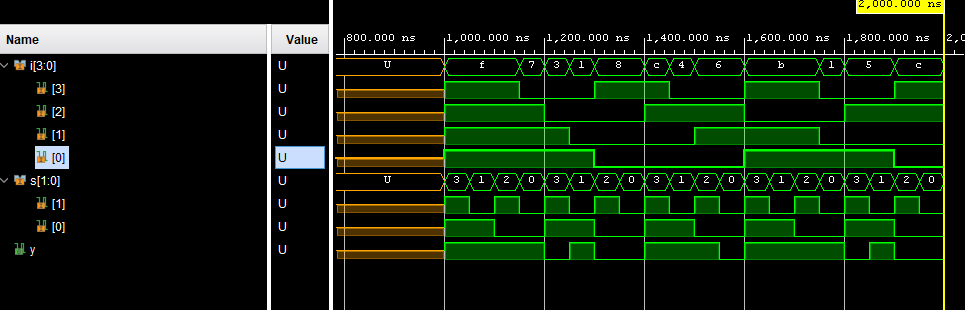 2,000.000 ns
Name Value
800.000 ns 1,000.000 ns 1,200.000 ns 1,400.000 ns 1,600.000 ns 1,800.000 ns 2,0
i[3:0] U U f 7 3 1 8 c 4 6 b 1 5 c
[3] U
[2] U
[1] U
[0] U
s[1:0] U U 3 1 2 0 3 1 2 0 3 1 2 0 3 1 2 0 3 1 2 0
[1] U
[0] U
y U